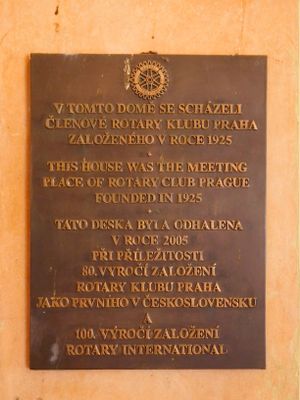 V TOMTO DOMĚ SE SCHÁZELI
ČLENOVÉ ROTARY KLUBU PRAHA
ZALOŽENÉHO V ROCE 1925
THIS HOUSE WAS THE MEETING
PLACE OF ROTARY CLUB PRAGUE
FOUNDED IN 1925
TATO DESKA BYLA ODHALENA
V ROCE 2005
PŘI PŘÍLEŽITOSTI
80. VÝROČÍ ZALOŽENÍ
ROTARY KLUBU PRAHA
JAKO PRVNÍHO V ČESKOSLOVENSKU
A
100. VÝROČÍ ZALOŽENÍ
ROTARY INTERNATIONAL